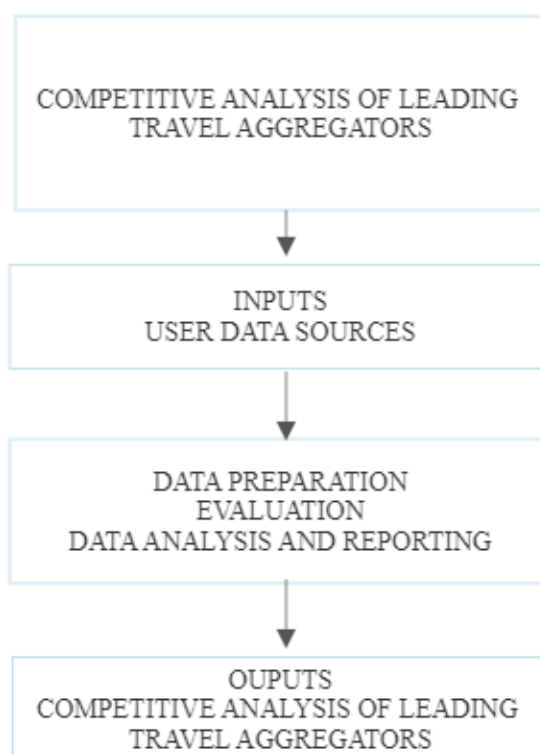 COMPETITIVE ANALYSIS OF LEADING
TRAVEL AGGREGATORS
INPUTS
USER DATA SOURCES
DATA PREPARATION
EVALUATION
DATA ANALYSIS AND REPORTING
OUPUTS
COMPETITIVE ANALYSIS OF LEADING
TRAVEL AGGREGATORS